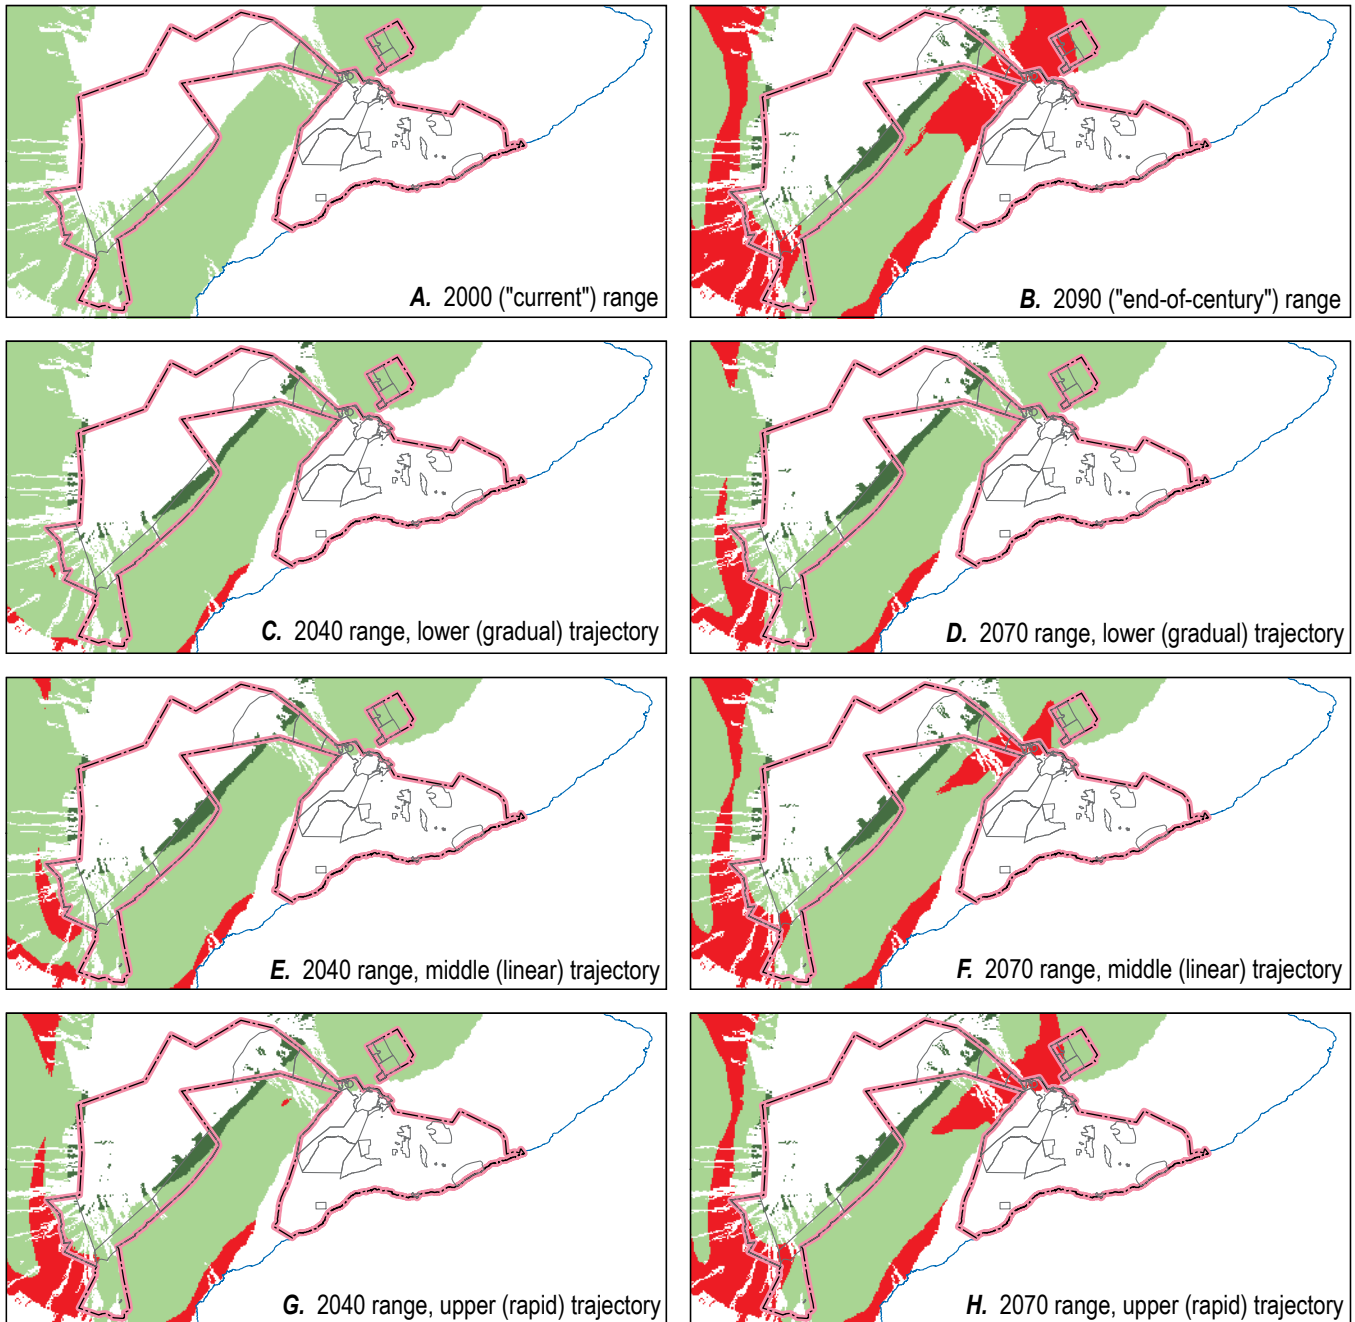 A. 2000 ("current") range
B. 2090 ("end-of-century") range
C. 2040 range, lower (gradual) trajectory
D. 2070 range, lower (gradual) trajectory
E. 2040 range, middle (linear) trajectory
F. 2070 range, middle (linear) trajectory
G. 2040 range, upper (rapid) trajectory
H. 2070 range, upper (rapid) trajectory